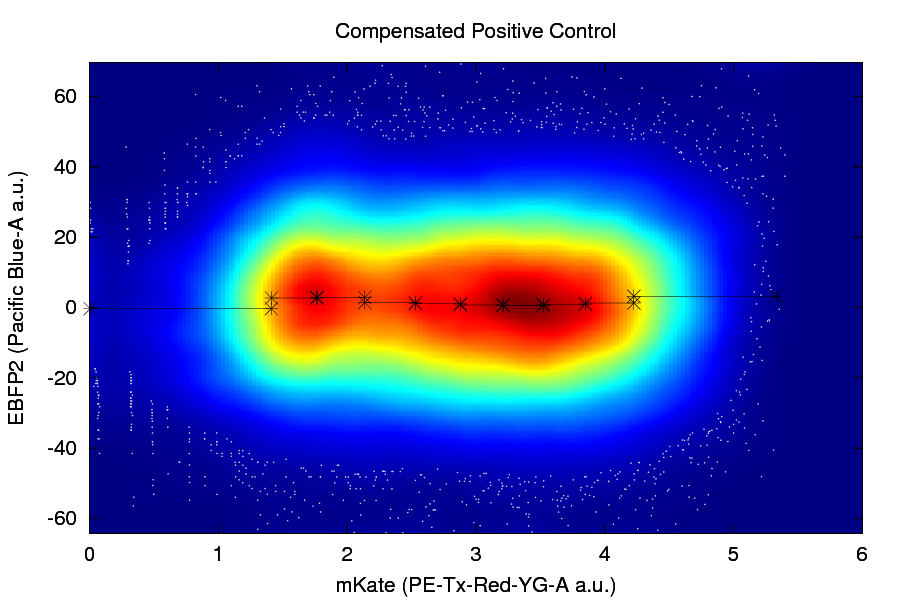 Compensated Positive Control
60
40
20
0
-20
-40
-60
EBFP2 (Pacific Blue-A a.u.)
0 1 2 3 4 5 6
mKate (PE-Tx-Red-YG-A a.u.)